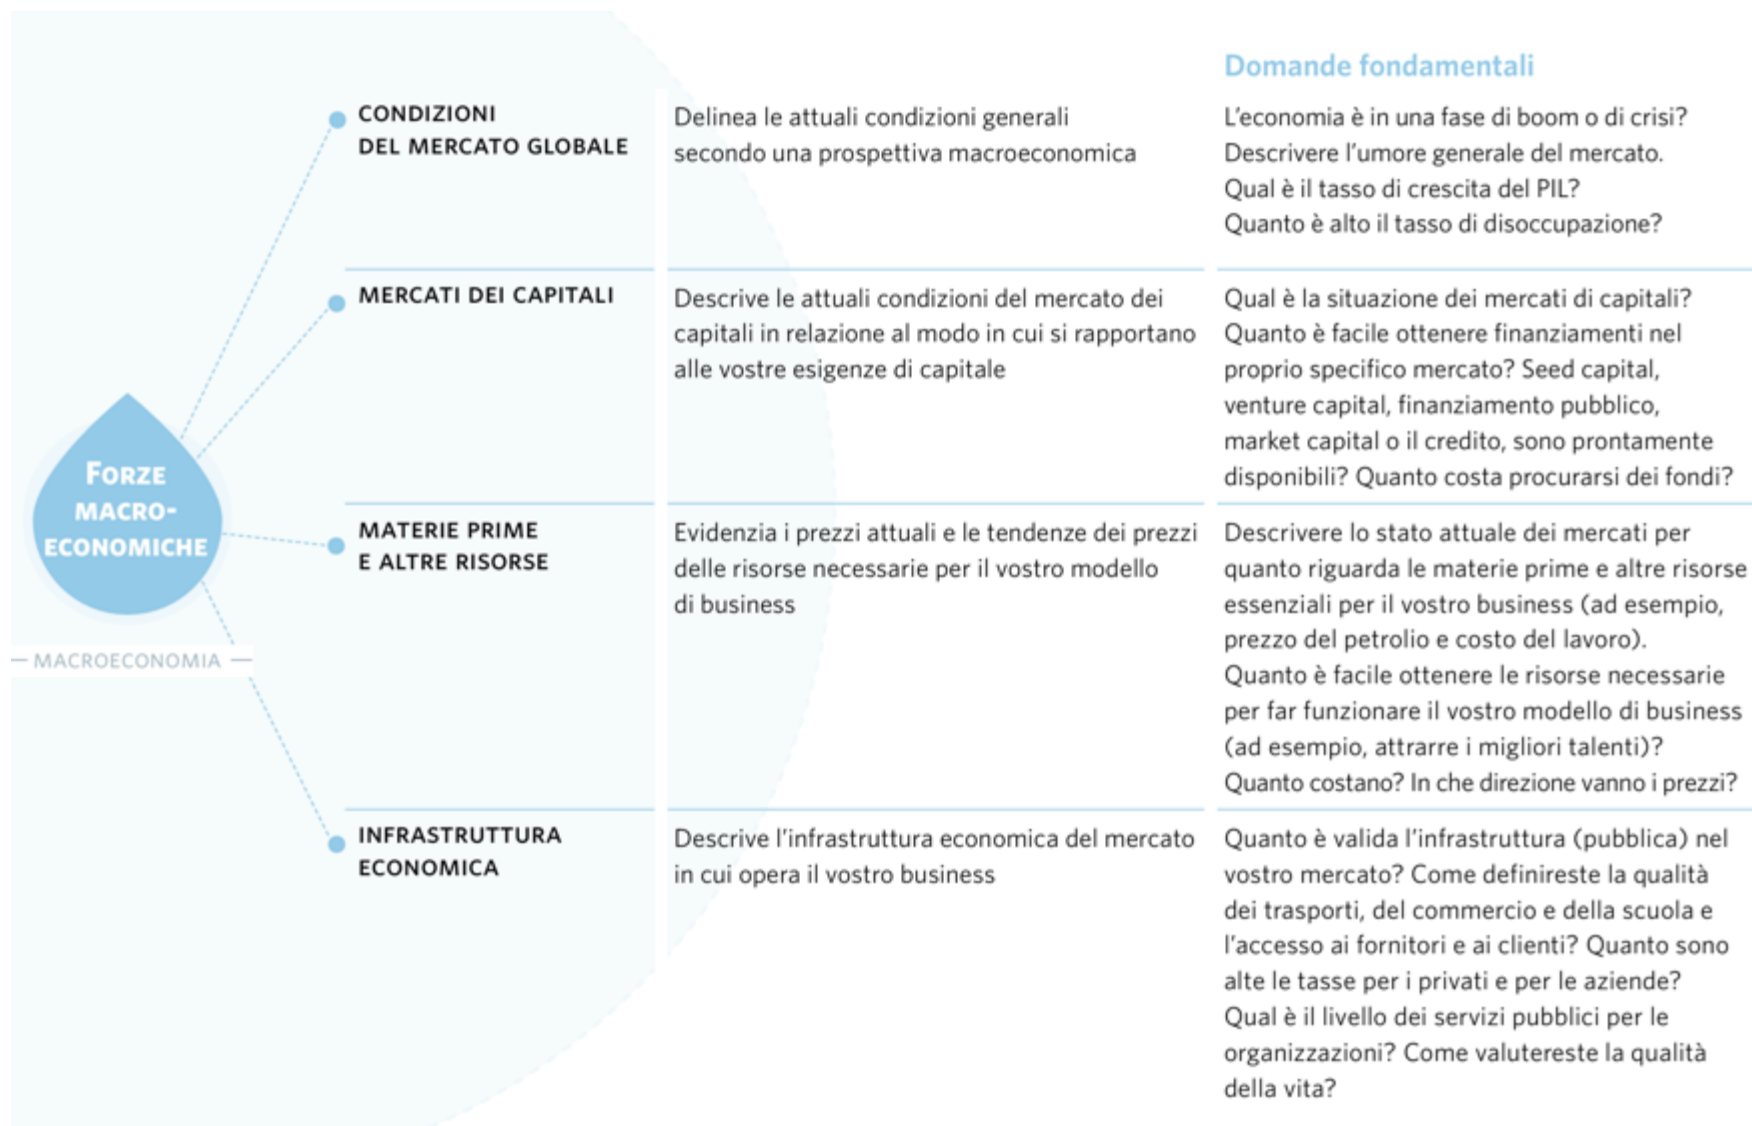 Domande fondamentali
FORZE
MACRO-
ECONOMICHE
— MACROECONOMIA —
CONDIZIONI
DEL MERCATO GLOBALE
Delinea le attuali condizioni generali
secondo una prospettiva macroeconomica
L'economia è in una fase di boom o di crisi?
Descrivere l'umore generale del mercato.
Qual è il tasso di crescita del PIL?
Quanto è alto il tasso di disoccupazione?
MERCATI DEI CAPITALI
Descrive le attuali condizioni del mercato dei
capitali in relazione al modo in cui si rapportano
alle vostre esigenze di capitale
Qual è la situazione dei mercati di capitali?
Quanto è facile ottenere finanziamenti nel
proprio specifico mercato? Seed capital,
venture capital, finanziamento pubblico,
market capital o il credito, sono prontamente
disponibili? Quanto costa procurarsi dei fondi?
MATERIE PRIME
E ALTRE RISORSE
Evidenzia i prezzi attuali e le tendenze dei prezzi
delle risorse necessarie per il vostro modello
di business
Descrivere lo stato attuale dei mercati per
quanto riguarda le materie prime e altre risorse
essenziali per il vostro business (ad esempio,
prezzo del petrolio e costo del lavoro).
Quanto è facile ottenere le risorse necessarie
per far funzionare il vostro modello di business
(ad esempio, attrarre i migliori talenti)?
Quanto costano? In che direzione vanno i prezzi?
INFRASTRUTTURA
ECONOMICA
Descrive l'infrastruttura economica del mercato
in cui opera il vostro business
Quanto è valida l'infrastruttura (pubblica) nel
vostro mercato? Come definireste la qualità
dei trasporti, del commercio e della scuola e
l'accesso ai fornitori e ai clienti? Quanto sono
alte le tasse per i privati e per le aziende?
Qual è il livello dei servizi pubblici per le
organizzazioni? Come valutereste la qualità
della vita?